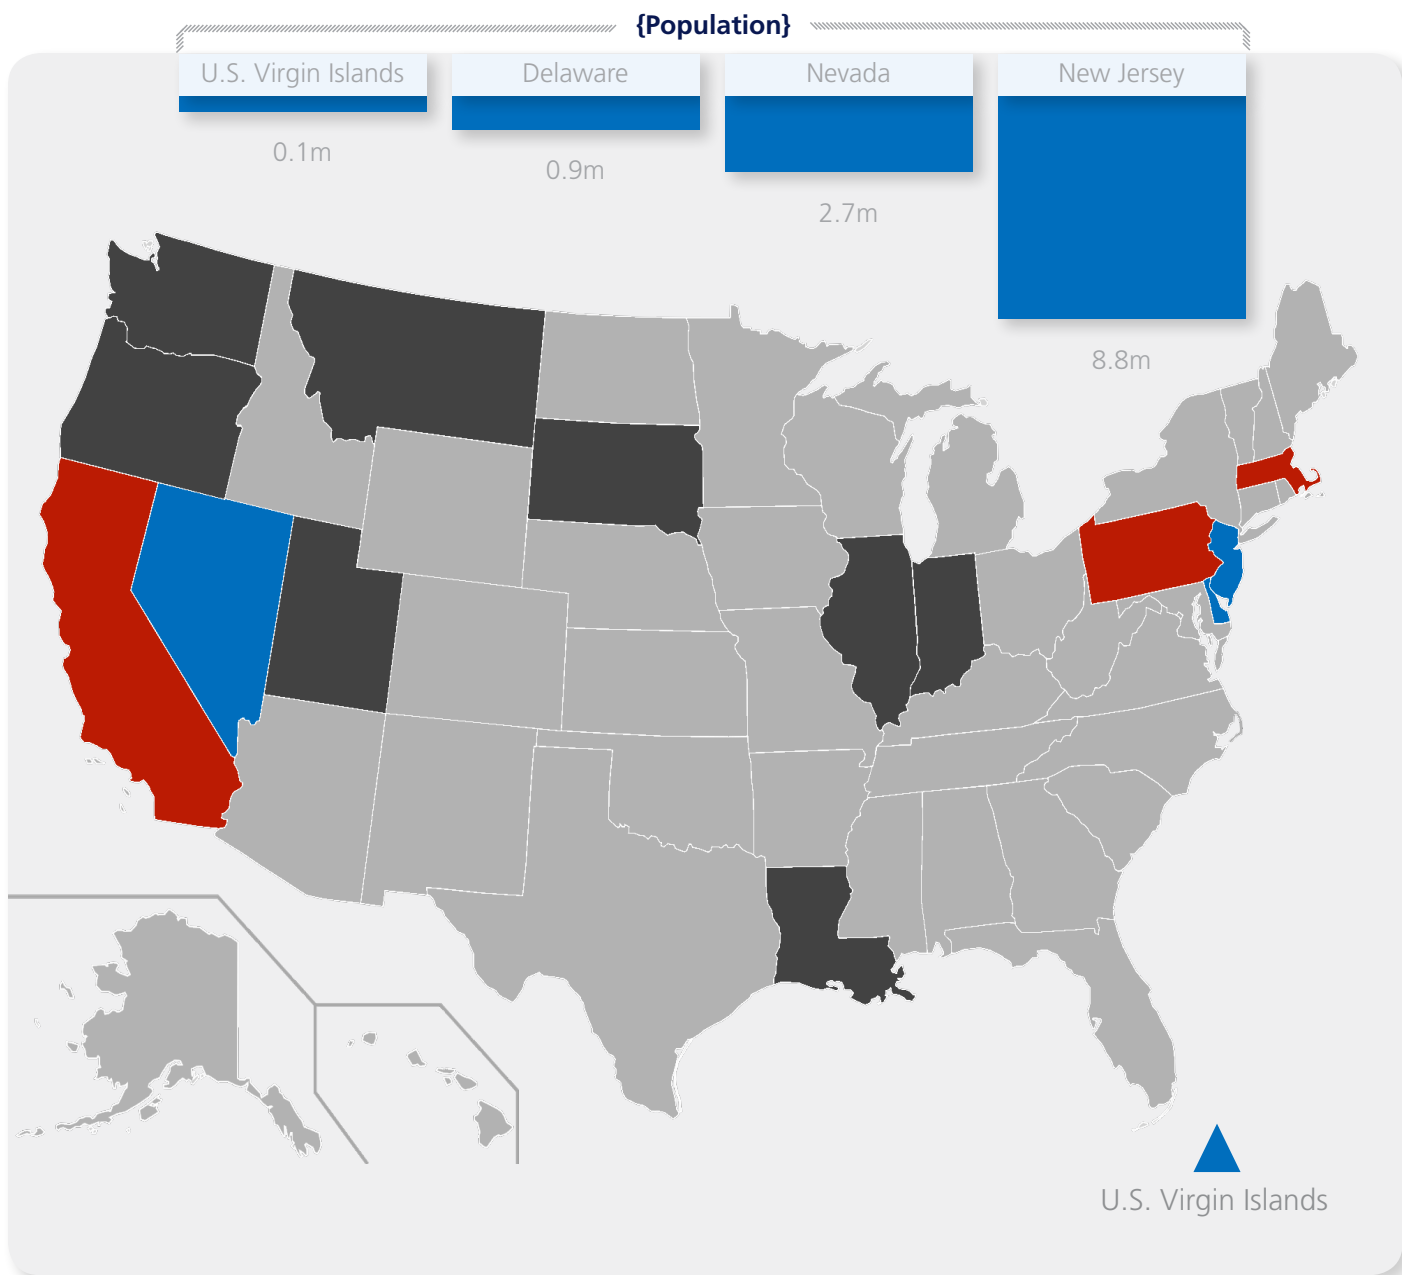 {Population}
U.S. Virgin Islands
Delaware
Nevada
New Jersey
0.1m
0.9m
2.7m
8.8m
U.S. Virgin Islands